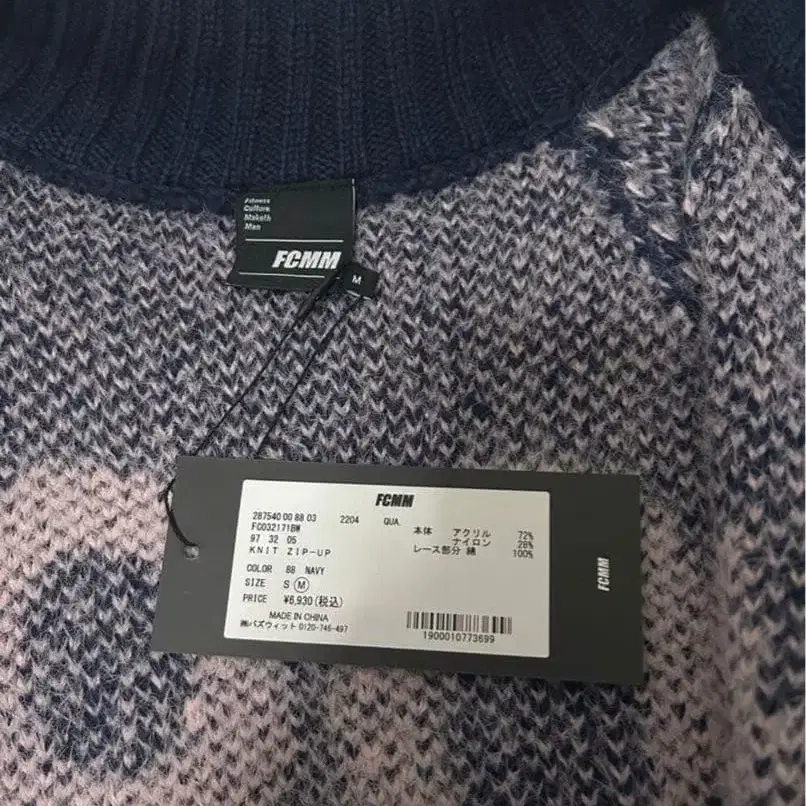 Fitness
Culture
Maketh
Man
FCMM
M
FCMM
287540 00 88 03 2204 QUA.
FC032171BW
97 32 05
KNIT ZIP-UP
本体 アクリル 72%
ナイロン 28%
レース部分 綿 100%
COLOR 88 NAVY
SIZE S M
PRICE ¥6,930(税込)
MADE IN CHINA
㈱バズウィット 0120-746-497
1900010773699
FCMM